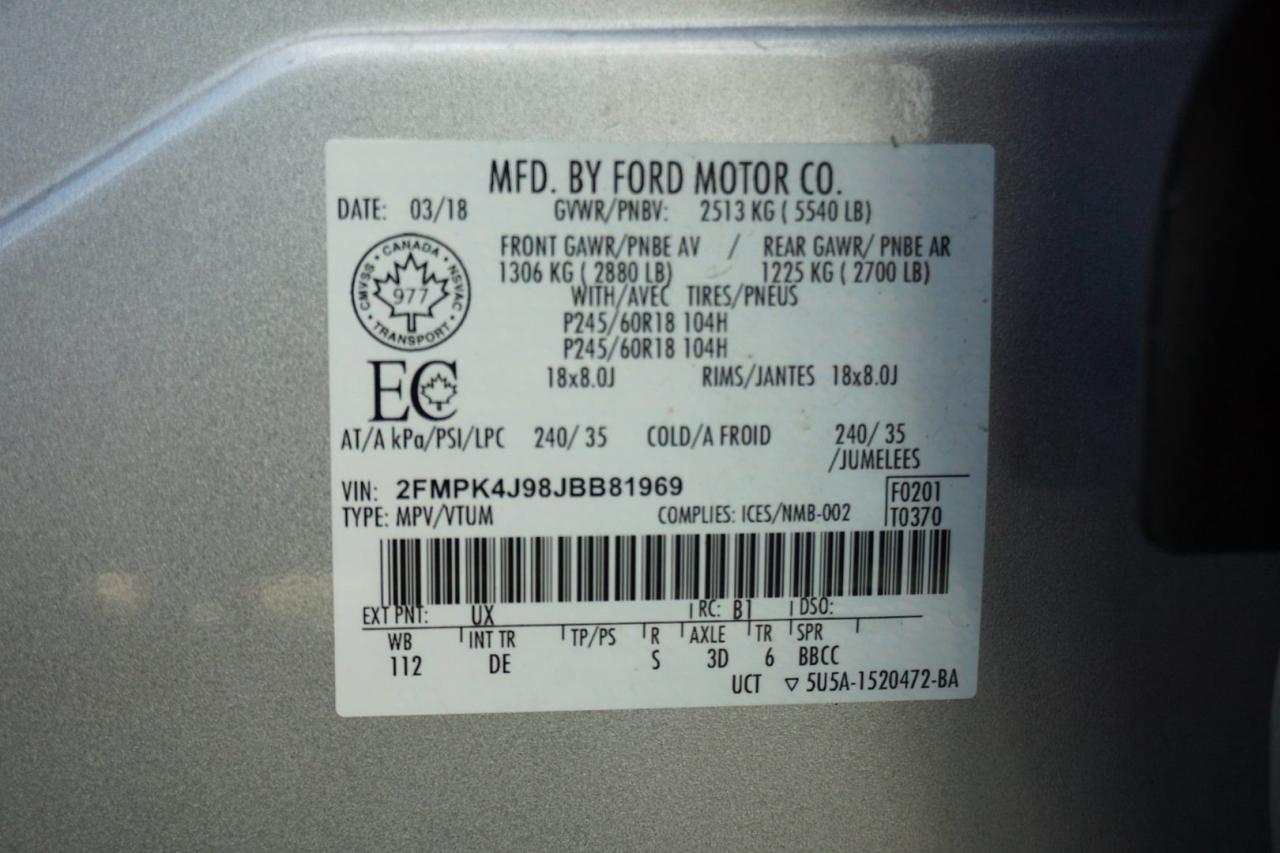 MFD. BY FORD MOTOR CO.
DATE: 03/18 GVWR/PNBV: 2513 KG ( 5540 LB)
FRONT GAWR/PNBE AV / REAR GAWR/ PNBE AR
1306 KG ( 2880 LB) 1225 KG ( 2700 LB)
WITH/AVEC TIRES/PNEUS
P245/60R18 104H
P245/60R18 104H
CANADA • NSVAC • TRANSPORT • CMVSS •
977
EC
18x8.0J RIMS/JANTES 18x8.0J
AT/A kPa/PSI/LPC 240/ 35 COLD/A FROID 240/ 35
/JUMELEES
VIN: 2FMPK4J98JBB81969 F0201
TYPE: MPV/VTUM COMPLIES: ICES/NMB-002 T0370
EXT PNT: UX RC: B1 DSO:
WB INT TR TP/PS R AXLE TR SPR
112 DE S 3D 6 BBCC
UCT ▽ 5U5A-1520472-BA